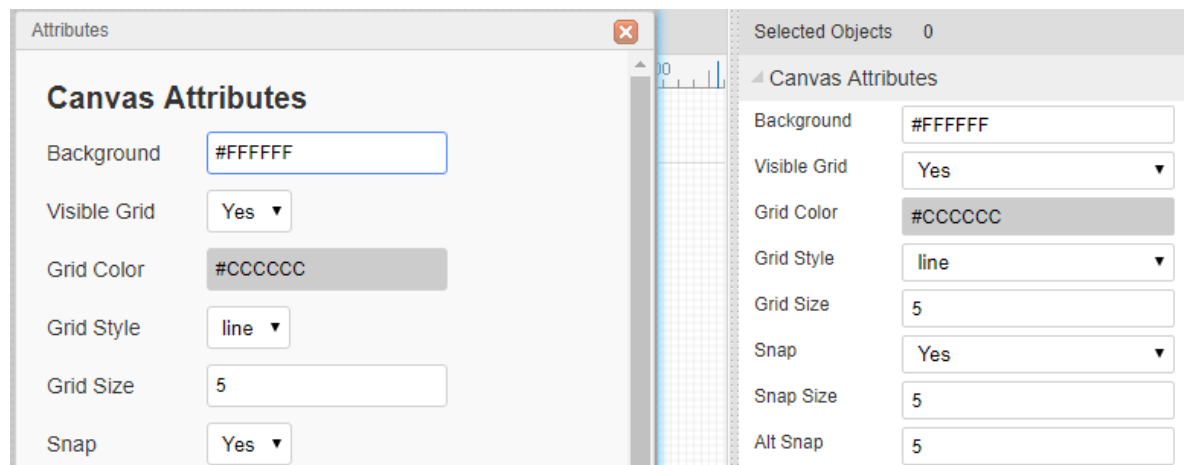 Attributes
Canvas Attributes
Background #FFFFFF
Visible Grid Yes
Grid Color #CCCCCC
Grid Style line
Grid Size 5
Snap Yes
00
Selected Objects 0
Canvas Attributes
Background #FFFFFF
Visible Grid Yes
Grid Color #CCCCCC
Grid Style line
Grid Size 5
Snap Yes
Snap Size 5
Alt Snap 5